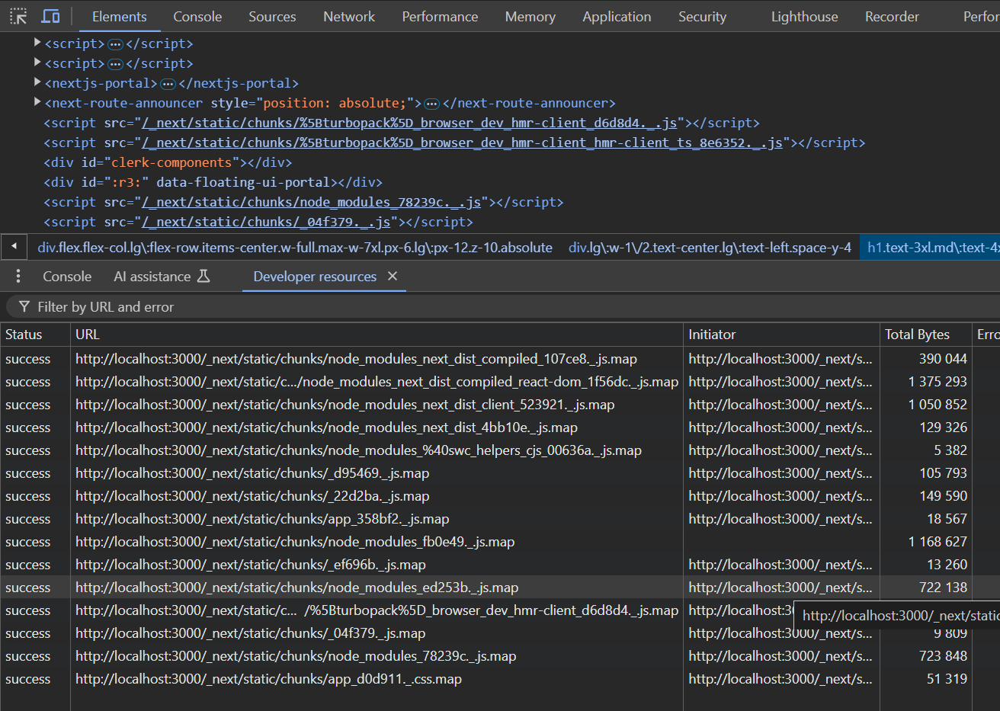 Elements Console Sources Network Performance Memory Application Security Lighthouse Recorder
<script> ••• </script>
<script> ••• </script>
<nextjs-portal> ••• </nextjs-portal>
<next-route-announcer style="position: absolute;"> ••• </next-route-announcer>
<script src="/_next/static/chunks/%5Bturbopack%5D_browser_dev_hmr-client_d6d8d4._.js"></script>
<script src="/_next/static/chunks/%5Bturbopack%5D_browser_dev_hmr-client_hmr-client_ts_8e6352._.js"></script>
<div id="clerk-components"></div>
<div id=":r3:" data-floating-ui-portal></div>
<script src="/_next/static/chunks/node_modules_78239c._.js"></script>
<script src="/_next/static/chunks/_04f379._.js"></script>
div.flex.flex-col.lg\:flex-row.items-center.w-full.max-w-7xl.px-6.lg\:px-12.z-10.absolute div.lg\:w-1\/2.text-center.lg\:text-left.space-y-4 h1.text-3xl.md\:text-4
Console AI assistance Developer resources
Filter by URL and error
Status URL Initiator Total Bytes
success http://localhost:3000/_next/static/chunks/node_modules_next_dist_compiled_107ce8._.js.map http://localhost:3000/_next/s... 390 044
success http://localhost:3000/_next/static/c.../node_modules_next_dist_compiled_react-dom_1f56dc._.js.map http://localhost:3000/_next/s... 1 375 293
success http://localhost:3000/_next/static/chunks/node_modules_next_dist_client_523921._.js.map http://localhost:3000/_next/s... 1 050 852
success http://localhost:3000/_next/static/chunks/node_modules_next_dist_4bb10e._.js.map http://localhost:3000/_next/s... 129 326
success http://localhost:3000/_next/static/chunks/node_modules_%40swc_helpers_cjs_00636a._.js.map http://localhost:3000/_next/s... 5 382
success http://localhost:3000/_next/static/chunks/_d95469._.js.map http://localhost:3000/_next/s... 105 793
success http://localhost:3000/_next/static/chunks/_22d2ba._.js.map http://localhost:3000/_next/s... 149 590
success http://localhost:3000/_next/static/chunks/app_358bf2._.js.map http://localhost:3000/_next/s... 18 567
success http://localhost:3000/_next/static/chunks/node_modules_fb0e49._.js.map 1 168 627
success http://localhost:3000/_next/static/chunks/_ef696b._.js.map http://localhost:3000/_next/s... 13 260
success http://localhost:3000/_next/static/chunks/node_modules_ed253b._.js.map http://localhost:3000/_next/s... 722 138
success http://localhost:3000/_next/static/c... /%5Bturbopack%5D_browser_dev_hmr-client_d6d8d4._.js.map http://localhost:30 http://localhost:3000/_next/static
success http://localhost:3000/_next/static/chunks/_04f379._.js.map http://localhost:3000/_next/s... 9 809
success http://localhost:3000/_next/static/chunks/node_modules_78239c._.js.map http://localhost:3000/_next/s... 723 848
success http://localhost:3000/_next/static/chunks/app_d0d911._.css.map http://localhost:3000/_next/s... 51 319